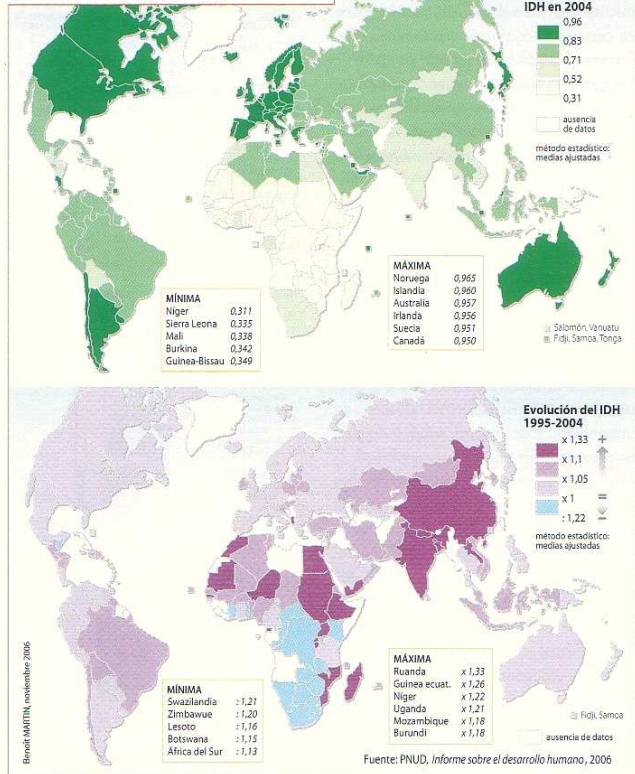 IDH en 2004
0,96
0,83
0,71
0,52
0,31
ausencia
de datos
método estadístico:
medias ajustadas
MÍNIMA
Níger 0,311
Sierra Leona 0,335
Mali 0,338
Burkina 0,342
Guinea-Bissau 0,349
MÁXIMA
Noruega 0,965
Islandia 0,960
Australia 0,957
Irlanda 0,956
Suecia 0,951
Canadá 0,950
Salomón, Vanuatu
Fidji, Samoa, Tonga
Evolución del IDH
1995-2004
x 1,33 +
x 1,1
x 1,05
x 1 =
: 1,22 −
método estadístico:
medias ajustadas
MÍNIMA
Swazilandia : 1,21
Zimbawue : 1,20
Lesoto : 1,16
Botswana : 1,15
África del Sur : 1,13
MÁXIMA
Ruanda x 1,33
Guinea ecuat. x 1,26
Níger x 1,22
Uganda x 1,21
Mozambique x 1,18
Burundi x 1,18
Fidji, Samoa
ausencia de datos
Benoit MARTIN, noviembre 2006
Fuente: PNUD, Informe sobre el desarrollo humano, 2006